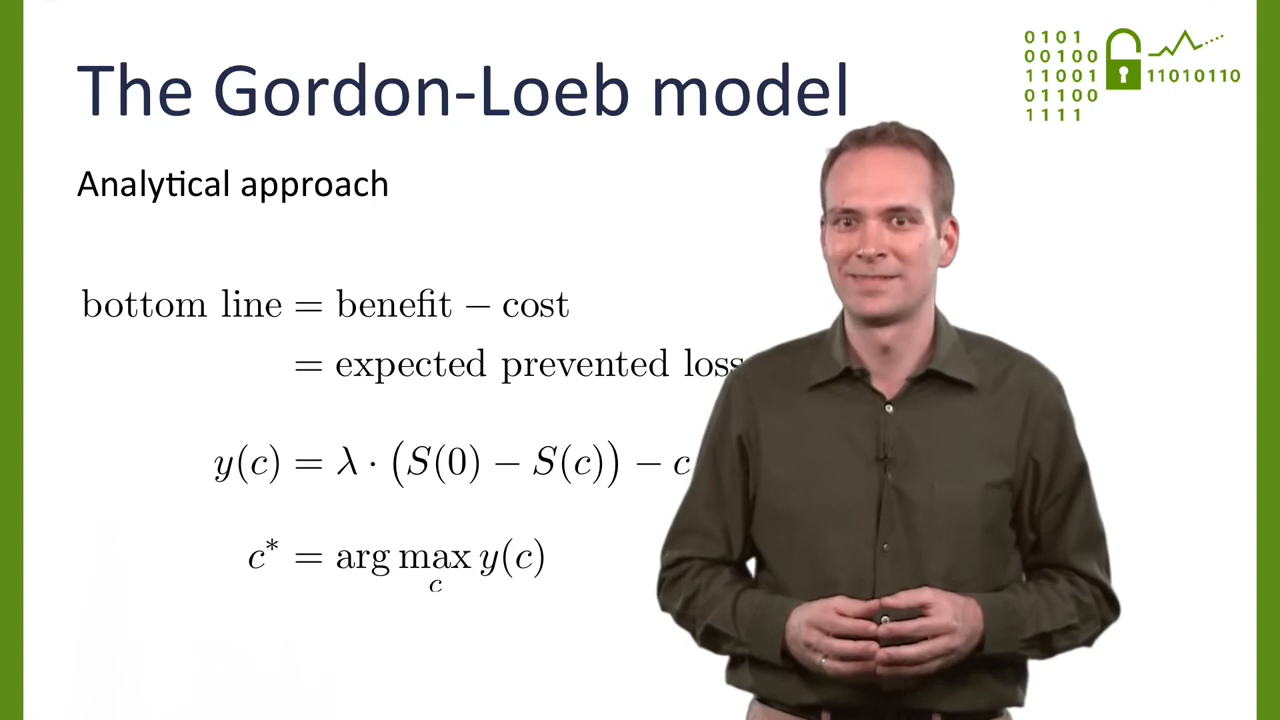 The Gordon-Loeb model
0101
00100
11001
01100
1111
11010110
Analytical approach
bottom line = benefit − cost
= expected prevented loss
y(c) = λ · (S(0) − S(c)) − c
c* = arg max y(c)
c